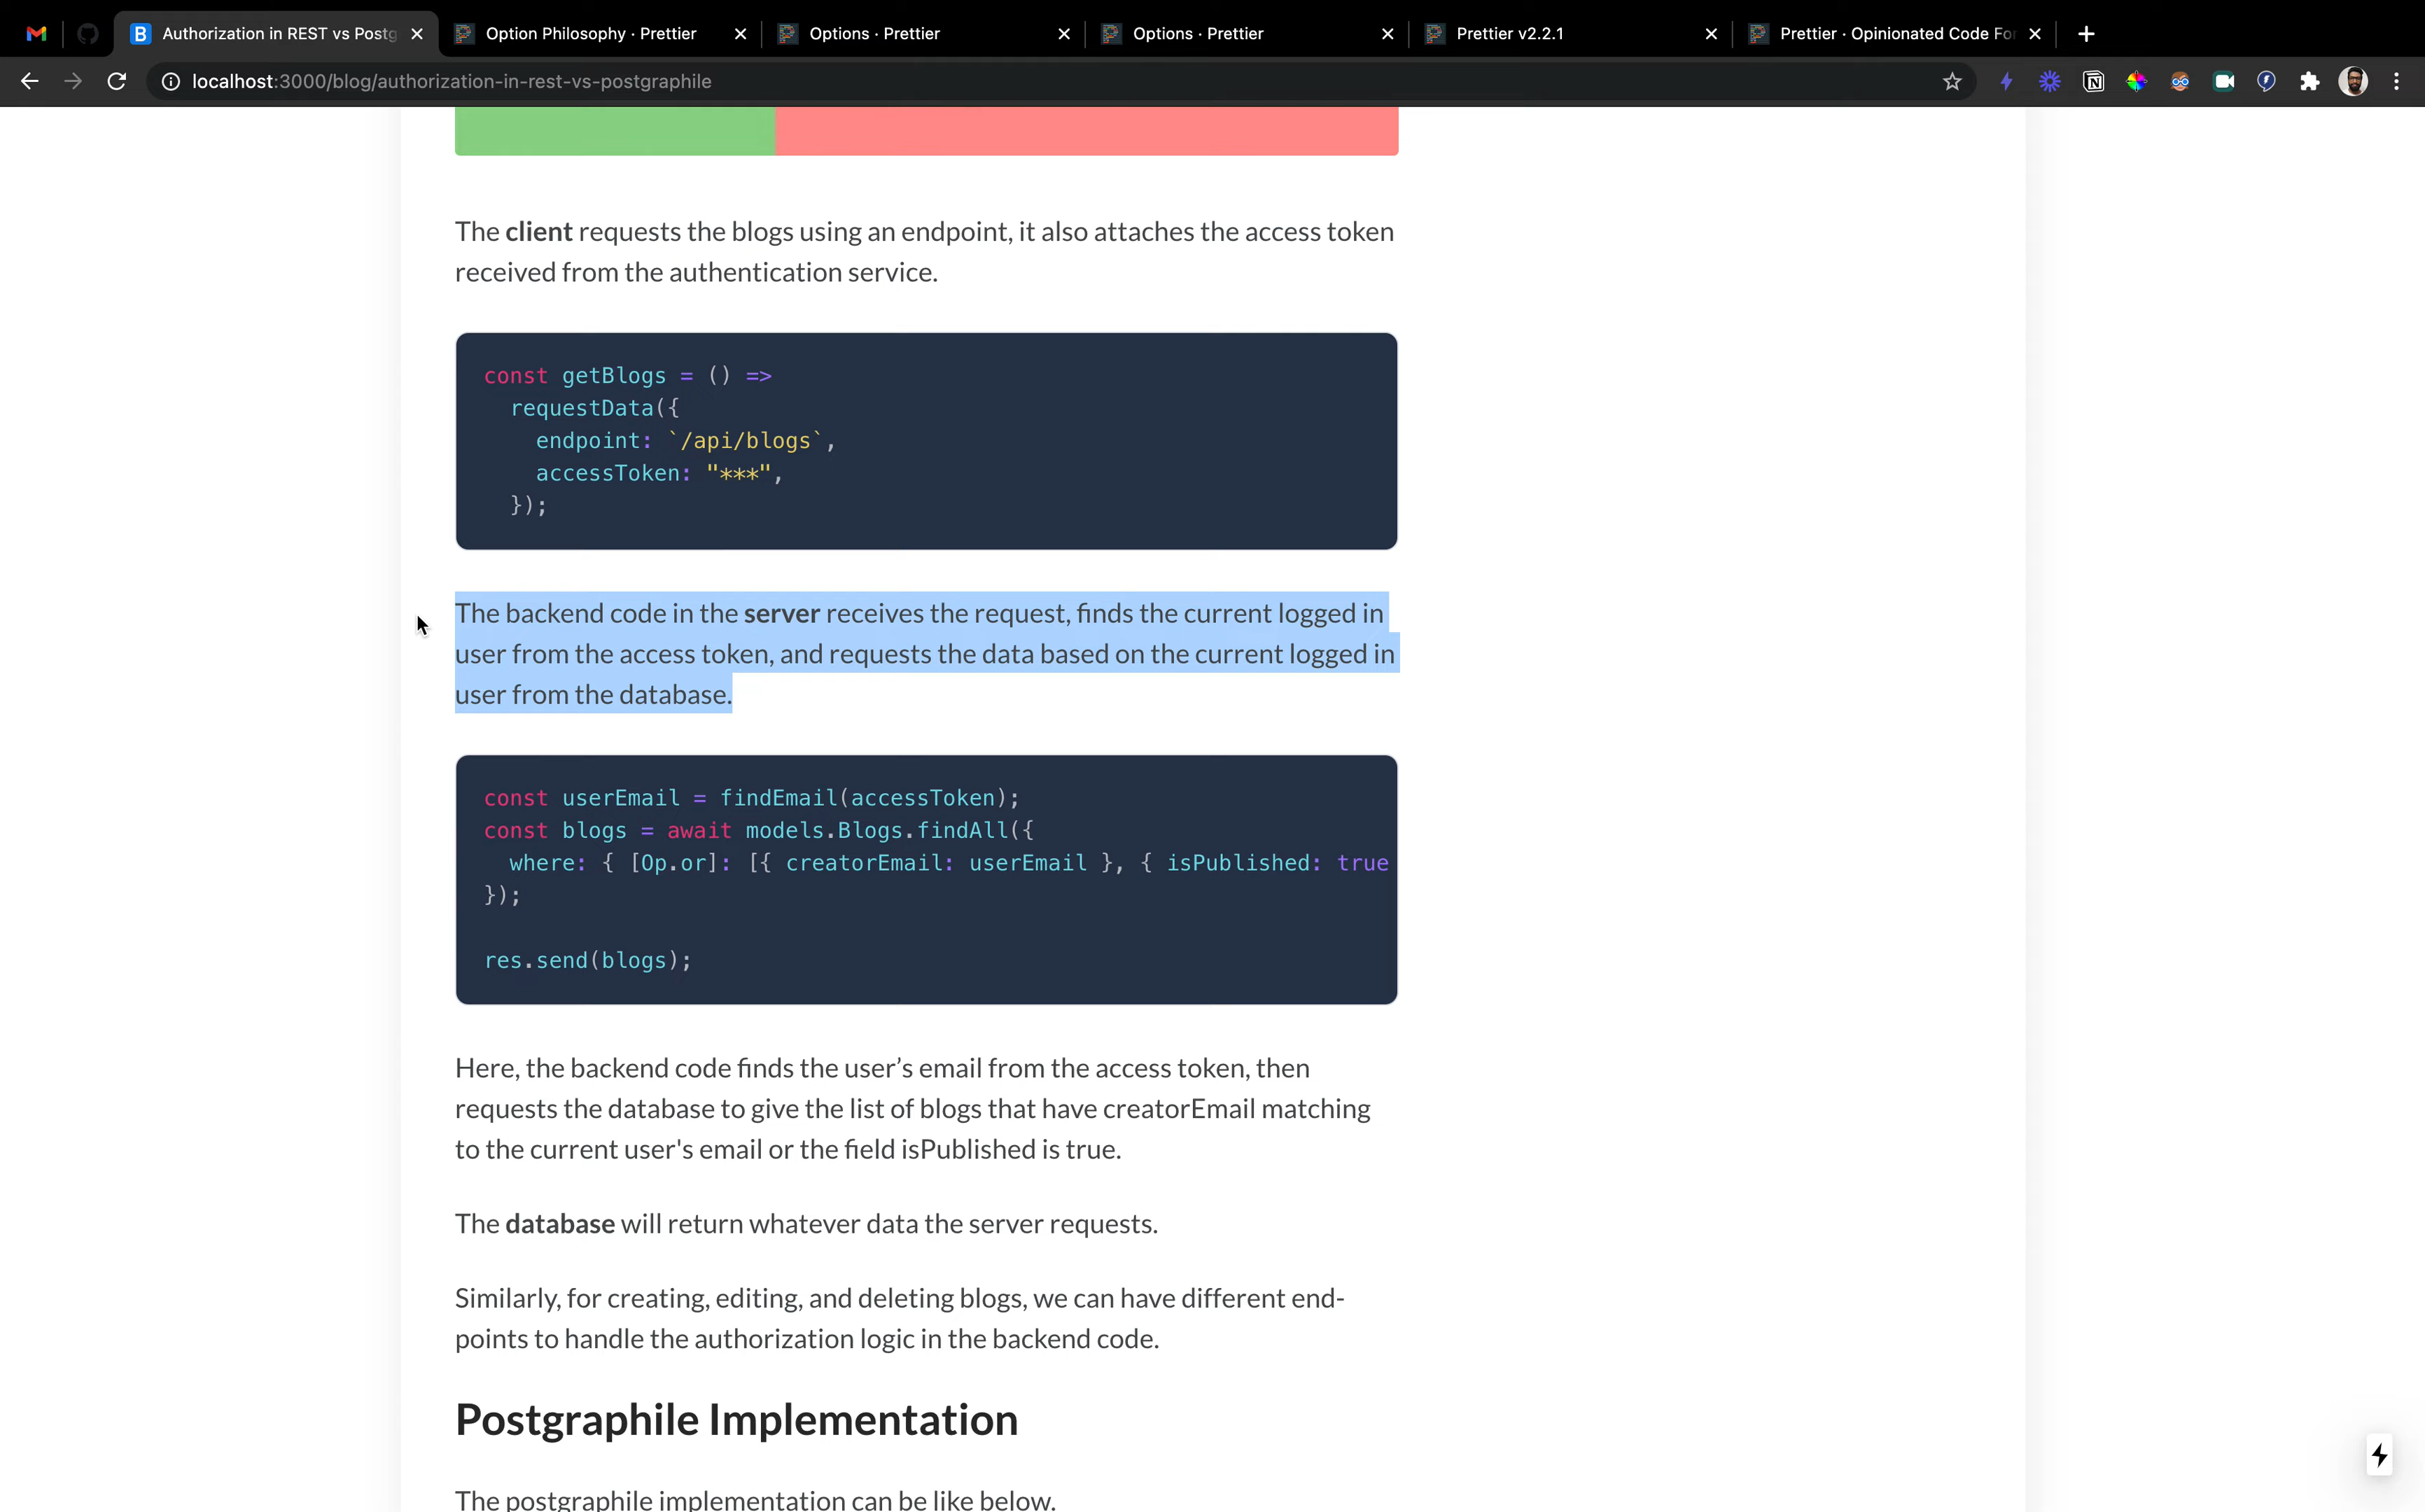 Authorization in REST vs Postg
Option Philosophy · Prettier
Options · Prettier
Options · Prettier
Prettier v2.2.1
Prettier · Opinionated Code For
localhost:3000/blog/authorization-in-rest-vs-postgraphile
The client requests the blogs using an endpoint, it also attaches the access token
received from the authentication service.
const getBlogs = () =>
  requestData({
    endpoint: `/api/blogs`,
    accessToken: "***",
  });
The backend code in the server receives the request, finds the current logged in
user from the access token, and requests the data based on the current logged in
user from the database.
const userEmail = findEmail(accessToken);
const blogs = await models.Blogs.findAll({
  where: { [Op.or]: [{ creatorEmail: userEmail }, { isPublished: true
});
res.send(blogs);
Here, the backend code finds the user’s email from the access token, then
requests the database to give the list of blogs that have creatorEmail matching
to the current user's email or the field isPublished is true.
The database will return whatever data the server requests.
Similarly, for creating, editing, and deleting blogs, we can have different end-
points to handle the authorization logic in the backend code.
Postgraphile Implementation
The postgraphile implementation can be like below.